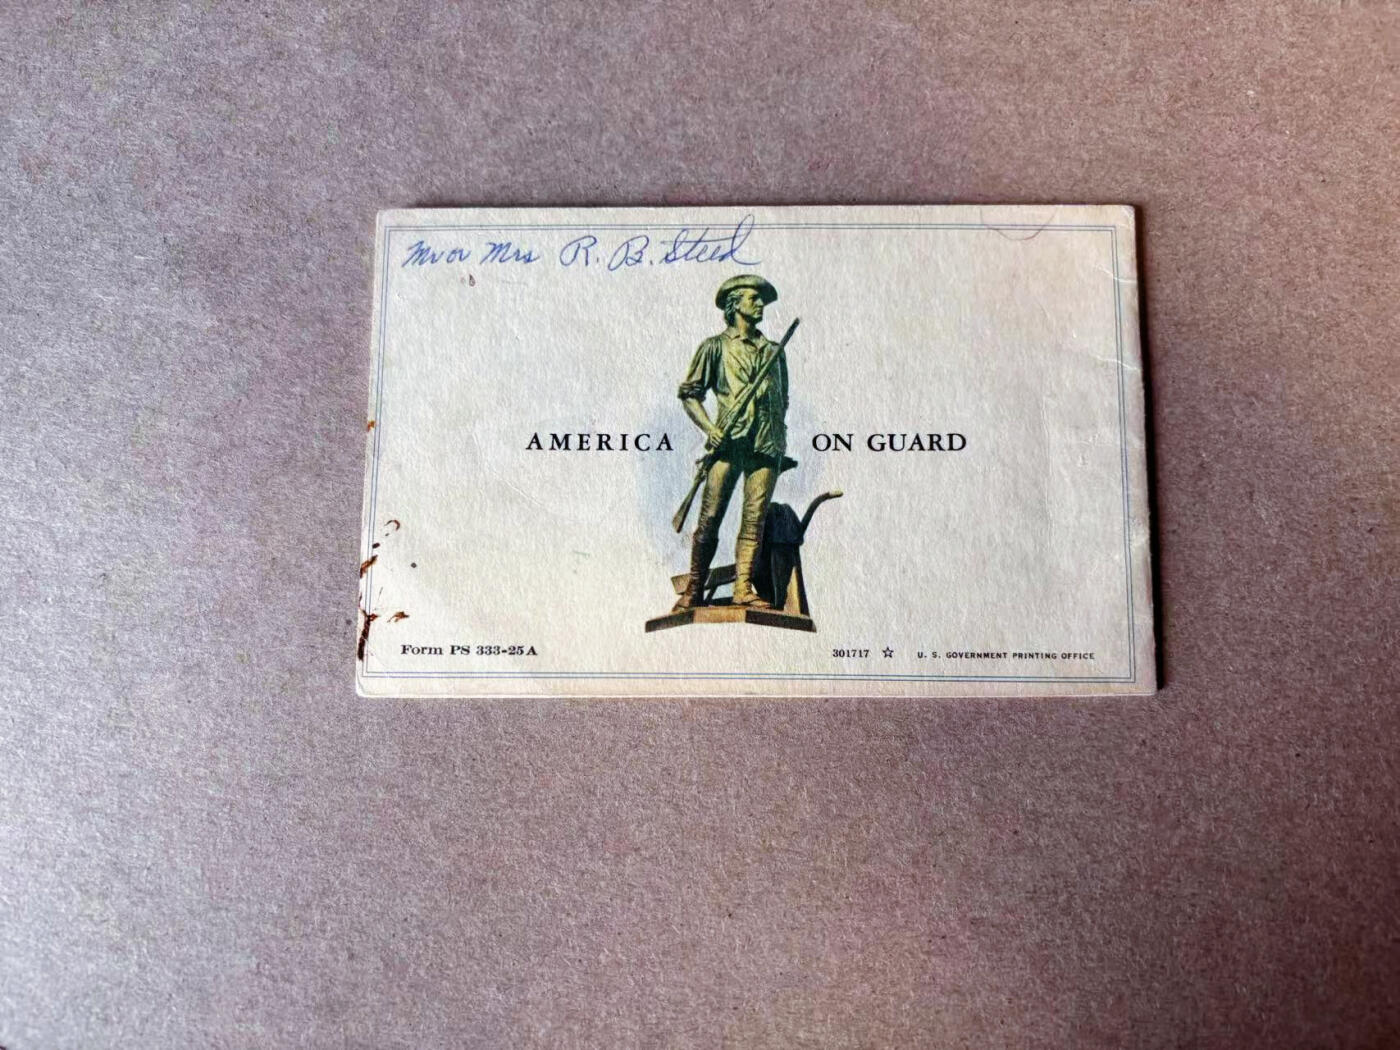 Mr or Mrs R. B. Steed
AMERICA ON GUARD
Form PS 333-25A
301717 ☆ U. S. GOVERNMENT PRINTING OFFICE